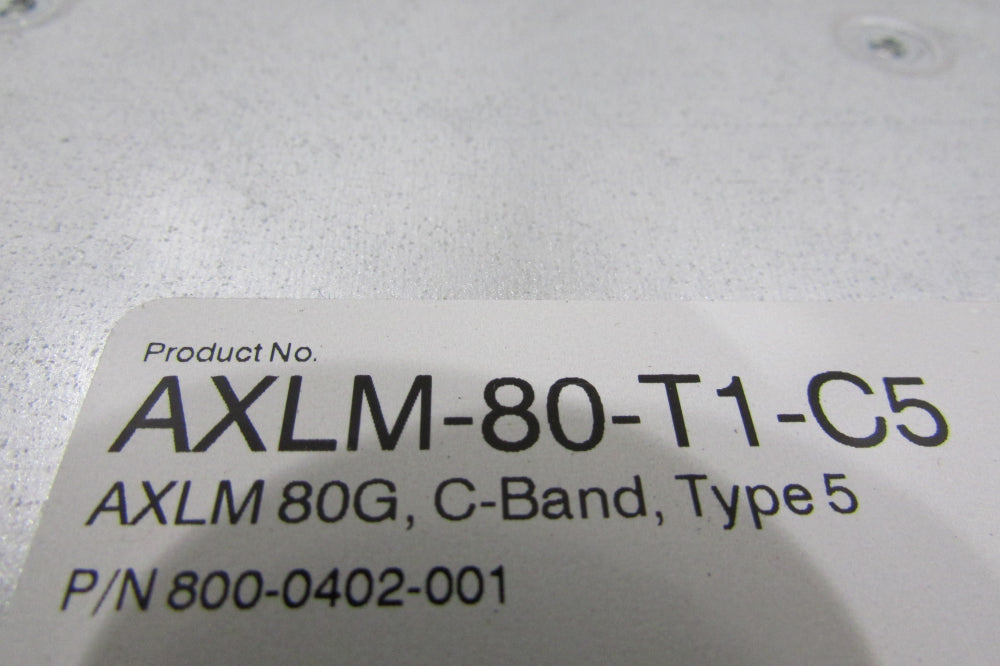 Product No.
AXLM-80-T1-C5
AXLM 80G, C-Band, Type 5
P/N 800-0402-001